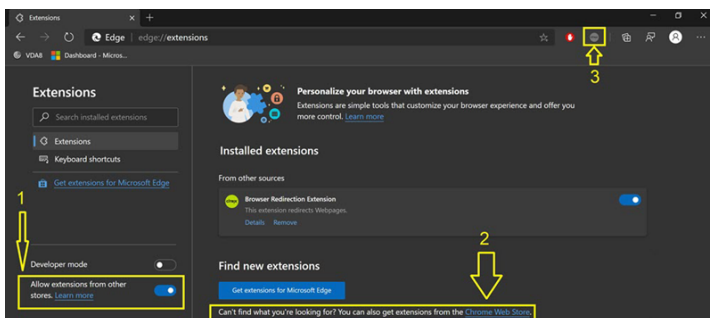 Extensions
Edge | edge://extensions
VDAB
Dashboard - Micros...
3
Extensions
Search installed extensions
Extensions
Keyboard shortcuts
Get extensions for Microsoft Edge
1
Developer mode
Allow extensions from other
stores. Learn more
Personalize your browser with extensions
Extensions are simple tools that customize your browser experience and offer you
more control. Learn more
Installed extensions
From other sources
Browser Redirection Extension
This extension redirects Webpages.
Details Remove
2
Find new extensions
Get extensions for Microsoft Edge
Can't find what you're looking for? You can also get extensions from the Chrome Web Store.